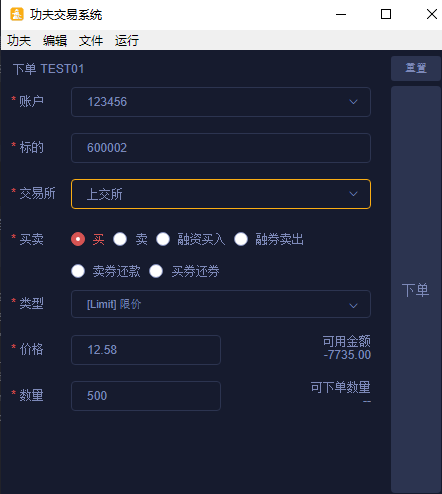 功夫交易系统
功夫 编辑 文件 运行
下单 TEST01
重置
* 账户 123456
* 标的 600002
* 交易所 上交所
* 买卖 买 卖 融资买入 融券卖出
卖券还款 买券还券
下单
* 类型 [Limit] 限价
* 价格 12.58 可用金额
-7735.00
* 数量 500 可下单数量
--